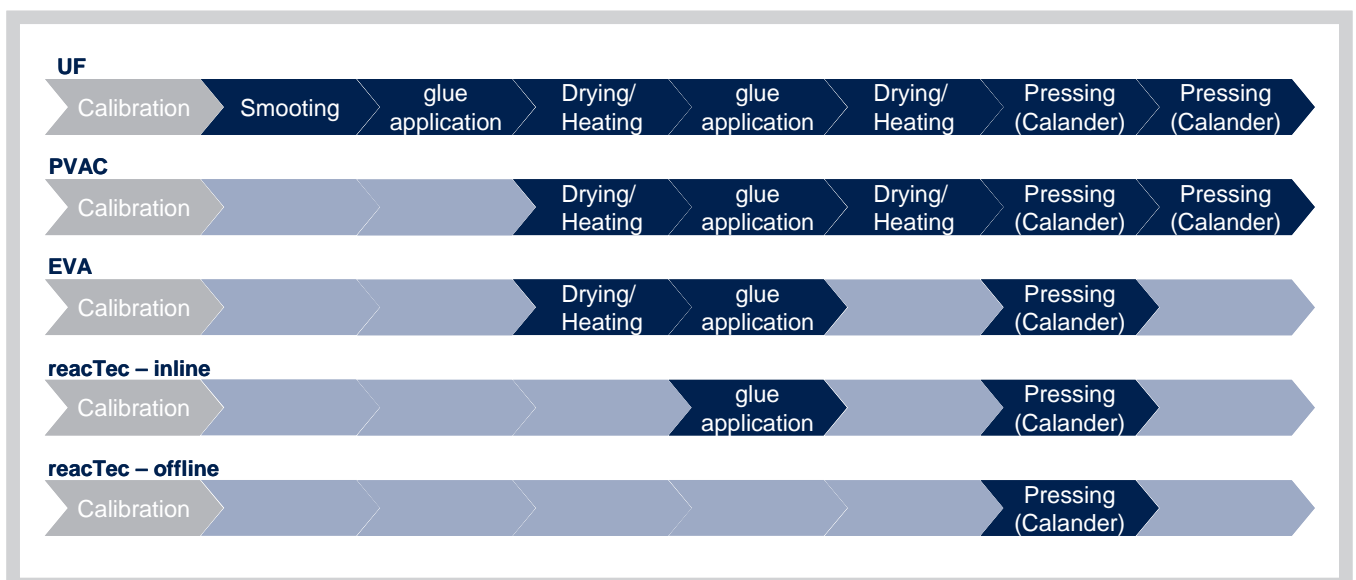 UF
Calibration
Smooting
glue
application
Drying/
Heating
glue
application
Drying/
Heating
Pressing
(Calander)
Pressing
(Calander)
PVAC
Calibration
Drying/
Heating
glue
application
Drying/
Heating
Pressing
(Calander)
Pressing
(Calander)
EVA
Calibration
Drying/
Heating
glue
application
Pressing
(Calander)
reacTec – inline
Calibration
glue
application
Pressing
(Calander)
reacTec – offline
Calibration
Pressing
(Calander)